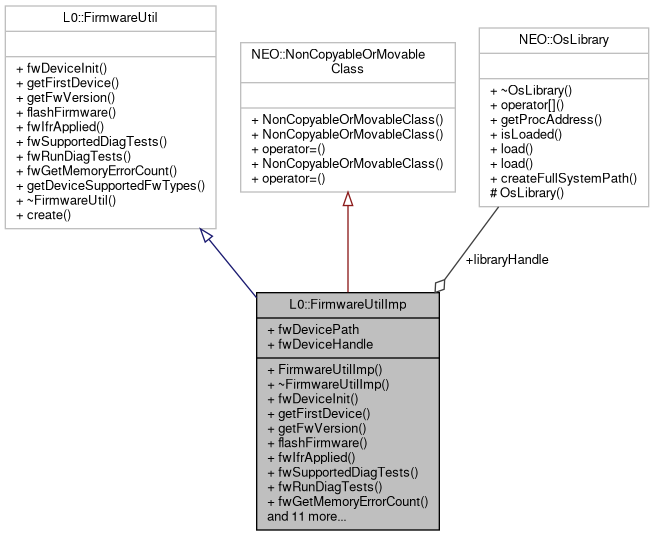 L0::FirmwareUtil
+ fwDeviceInit()
+ getFirstDevice()
+ getFwVersion()
+ flashFirmware()
+ fwIfrApplied()
+ fwSupportedDiagTests()
+ fwRunDiagTests()
+ fwGetMemoryErrorCount()
+ getDeviceSupportedFwTypes()
+ ~FirmwareUtil()
+ create()
NEO::NonCopyableOrMovable
Class
+ NonCopyableOrMovableClass()
+ NonCopyableOrMovableClass()
+ operator=()
+ NonCopyableOrMovableClass()
+ operator=()
NEO::OsLibrary
+ ~OsLibrary()
+ operator[]()
+ getProcAddress()
+ isLoaded()
+ load()
+ load()
+ createFullSystemPath()
# OsLibrary()
+libraryHandle
L0::FirmwareUtilImp
+ fwDevicePath
+ fwDeviceHandle
+ FirmwareUtilImp()
+ ~FirmwareUtilImp()
+ fwDeviceInit()
+ getFirstDevice()
+ getFwVersion()
+ flashFirmware()
+ fwIfrApplied()
+ fwSupportedDiagTests()
+ fwRunDiagTests()
+ fwGetMemoryErrorCount()
and 11 more...